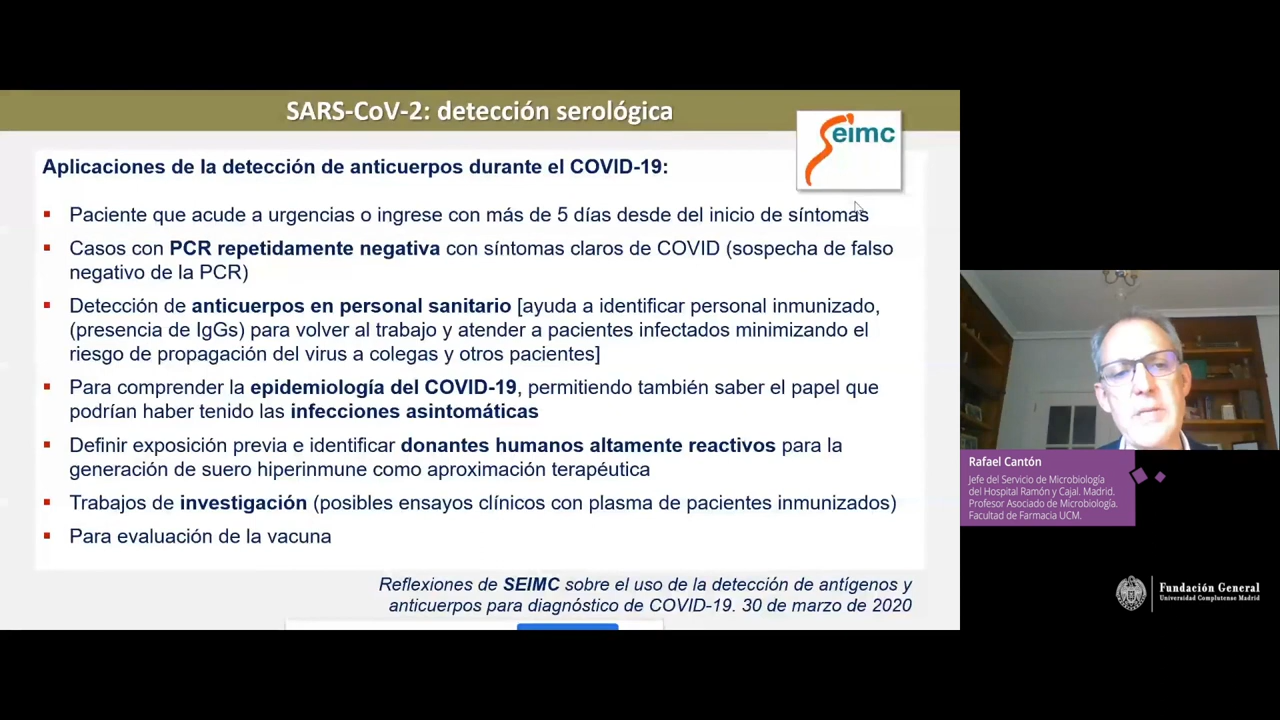 SARS-CoV-2: detección serológica
Seimc
Aplicaciones de la detección de anticuerpos durante el COVID-19:
Paciente que acude a urgencias o ingrese con más de 5 días desde del inicio de síntomas
Casos con PCR repetidamente negativa con síntomas claros de COVID (sospecha de falso
negativo de la PCR)
Detección de anticuerpos en personal sanitario [ayuda a identificar personal inmunizado,
(presencia de IgGs) para volver al trabajo y atender a pacientes infectados minimizando el
riesgo de propagación del virus a colegas y otros pacientes]
Para comprender la epidemiología del COVID-19, permitiendo también saber el papel que
podrían haber tenido las infecciones asintomáticas
Definir exposición previa e identificar donantes humanos altamente reactivos para la
generación de suero hiperinmune como aproximación terapéutica
Trabajos de investigación (posibles ensayos clínicos con plasma de pacientes inmunizados)
Para evaluación de la vacuna
Reflexiones de SEIMC sobre el uso de la detección de antígenos y
anticuerpos para diagnóstico de COVID-19. 30 de marzo de 2020
Rafael Cantón
Jefe del Servicio de Microbiología
del Hospital Ramón y Cajal. Madrid.
Profesor Asociado de Microbiología.
Facultad de Farmacia UCM.
Fundación General
Universidad Complutense Madrid